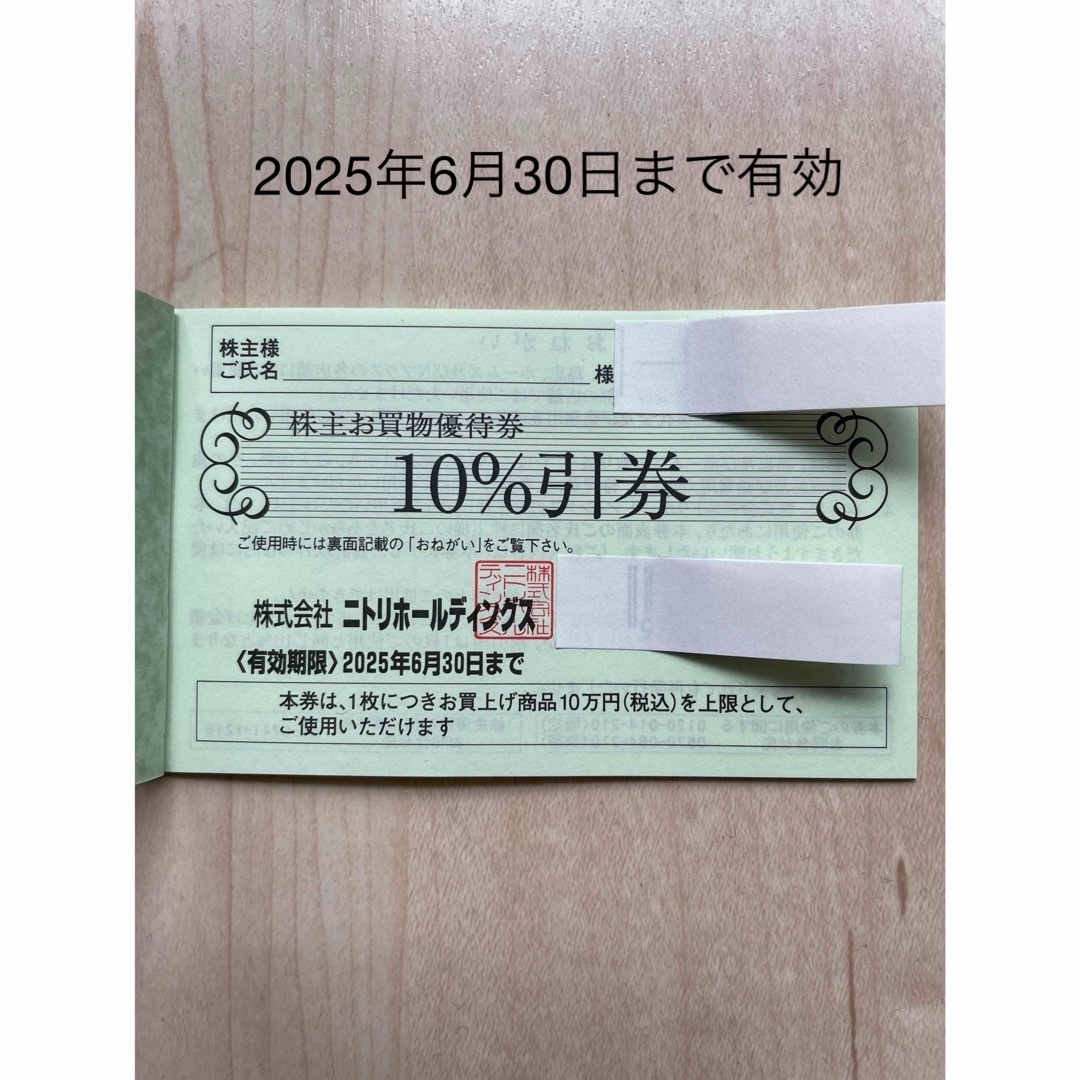 2025年6月30日まで有効
株主様
ご氏名 様
株主お買物優待券
10%引券
ご使用時には裏面記載の「おねがい」をご覧下さい。
株式会社 ニトリホールディングス
〈有効期限〉2025年6月30日まで
本券は、1枚につきお買上げ商品10万円(税込)を上限として、
ご使用いただけます